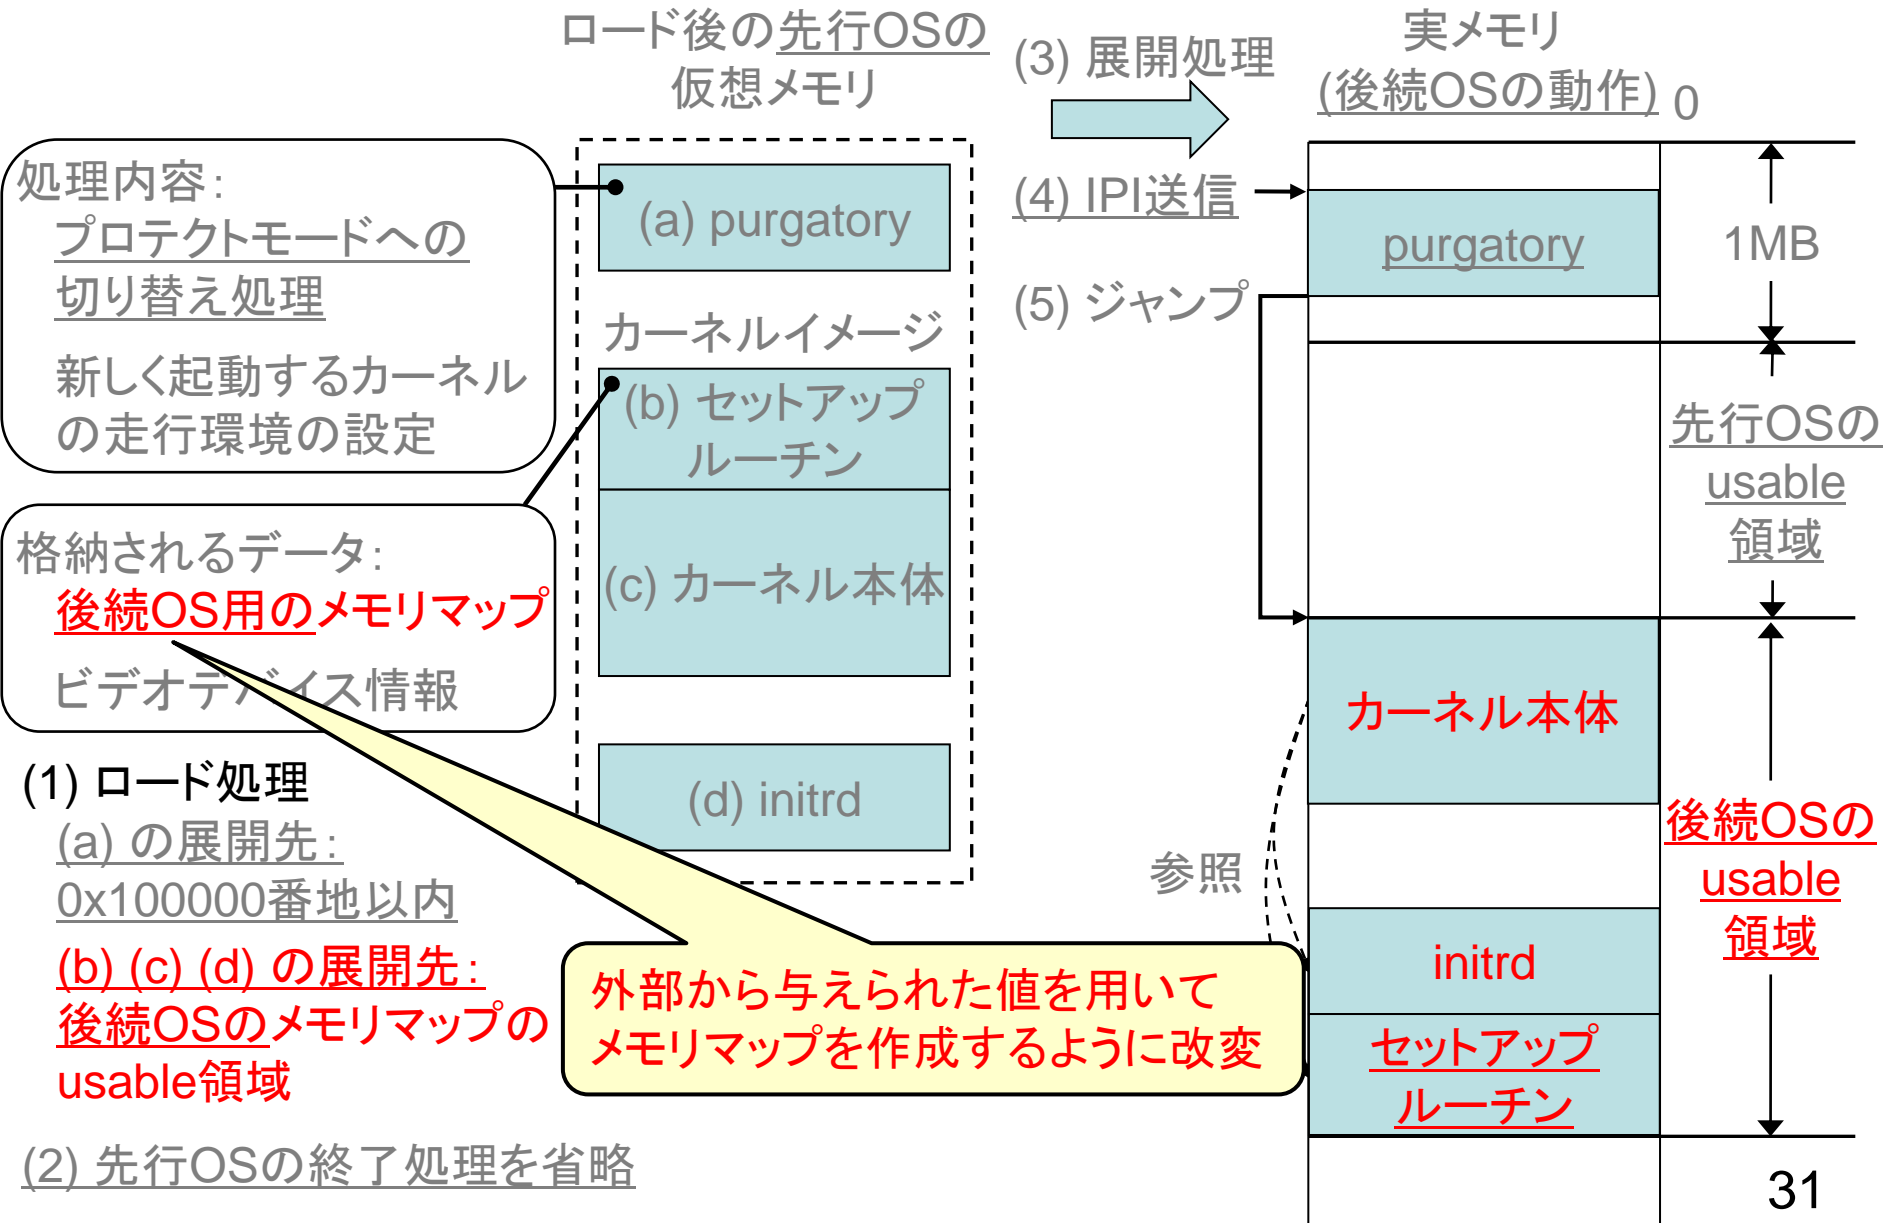 ロード後の先行OSの
仮想メモリ
(3) 展開処理
実メモリ
(後続OSの動作)
0
処理内容:
プロテクトモードへの
切り替え処理
新しく起動するカーネル
の走行環境の設定
(a) purgatory
カーネルイメージ
(b) セットアップ
ルーチン
(c) カーネル本体
(d) initrd
(4) IPI送信
(5) ジャンプ
purgatory
1MB
先行OSの
usable
領域
格納されるデータ:
後続OS用のメモリマップ
ビデオデバイス情報
(1) ロード処理
(a) の展開先:
0x100000番地以内
(b) (c) (d) の展開先:
後続OSのメモリマップの
usable領域
(2) 先行OSの終了処理を省略
外部から与えられた値を用いて
メモリマップを作成するように改変
参照
カーネル本体
initrd
セットアップ
ルーチン
後続OSの
usable
領域
31